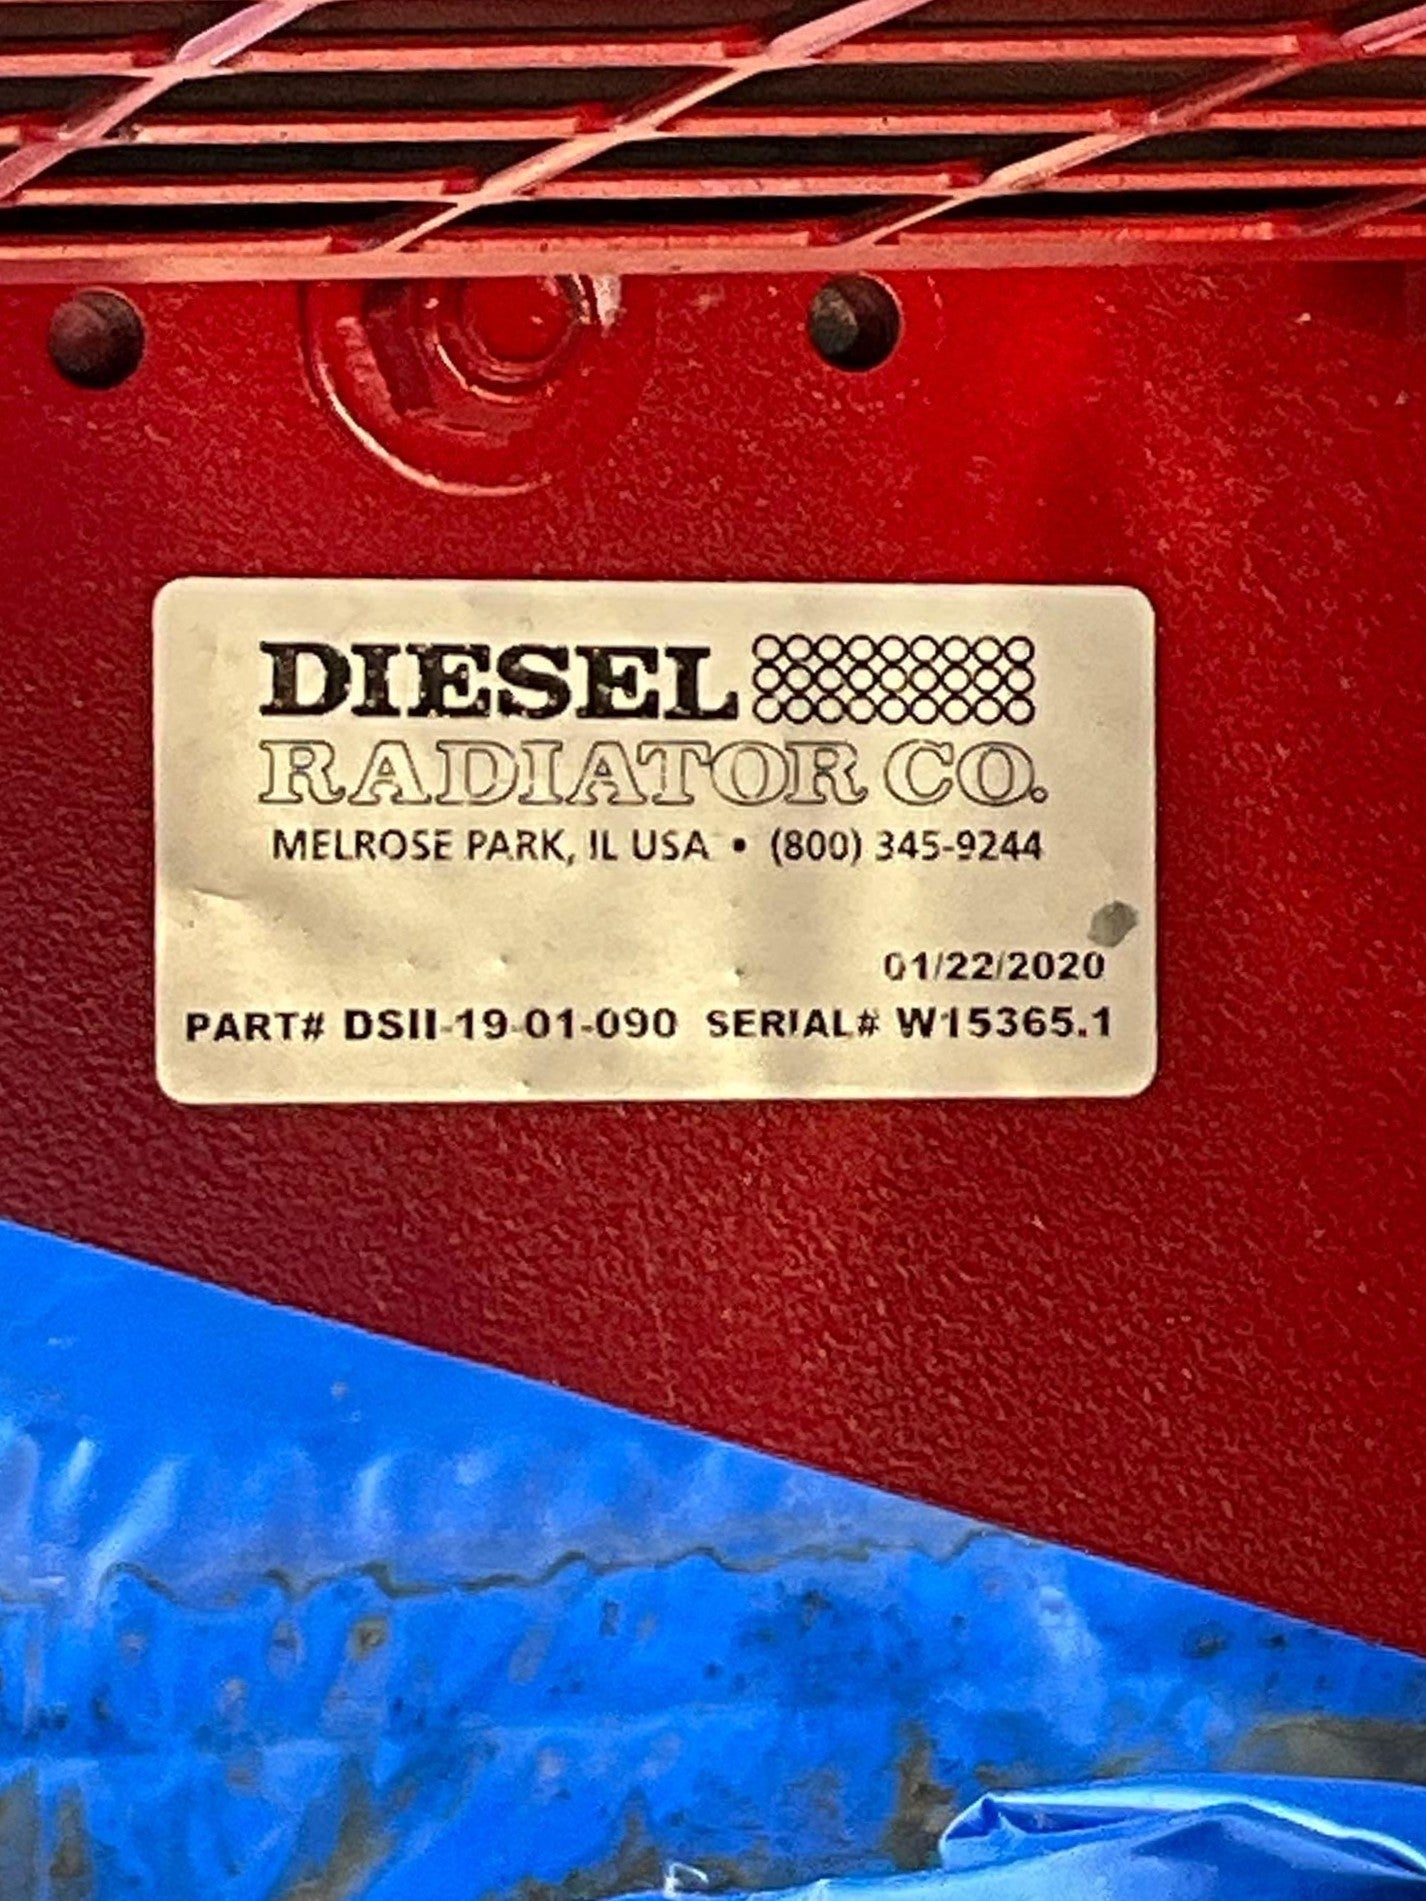 DIESEL
RADIATOR CO.
MELROSE PARK, IL USA • (800) 345-9244
01/22/2020
PART# DSII-19-01-090 SERIAL# W15365.1